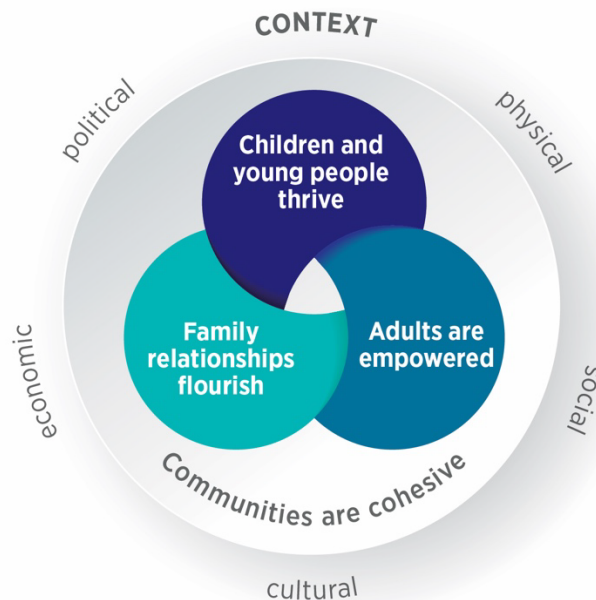 CONTEXT
political
physical
Children and
young people
thrive
Family
relationships
flourish
Adults are
empowered
economic
social
Communities are cohesive
cultural